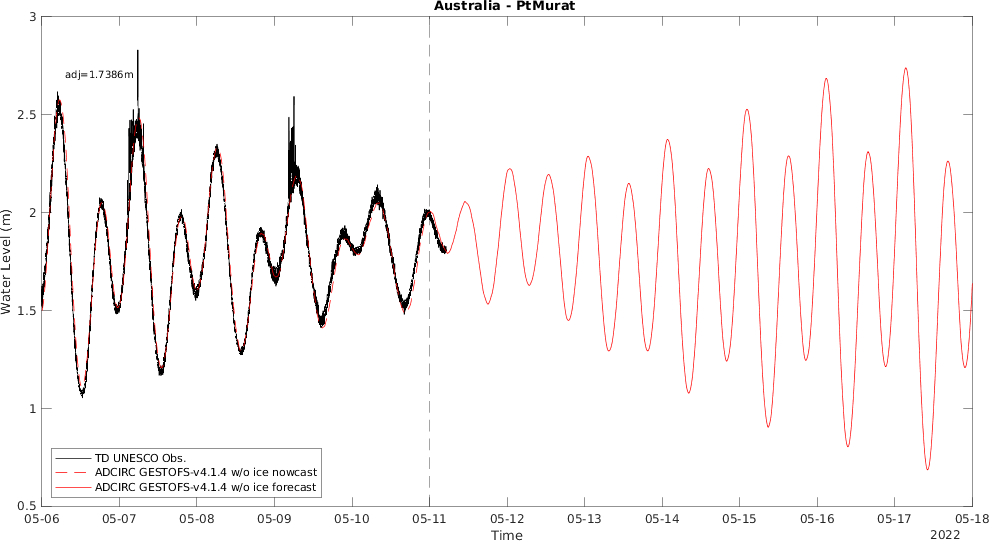 Australia - PtMurat
3
adj=1.7386m
2.5
2
1.5
1
0.5
Water Level (m)
TD UNESCO Obs.
ADCIRC GESTOFS-v4.1.4 w/o ice nowcast
ADCIRC GESTOFS-v4.1.4 w/o ice forecast
05-06 05-07 05-08 05-09 05-10 05-11 05-12 05-13 05-14 05-15 05-16 05-17 05-18
Time
2022